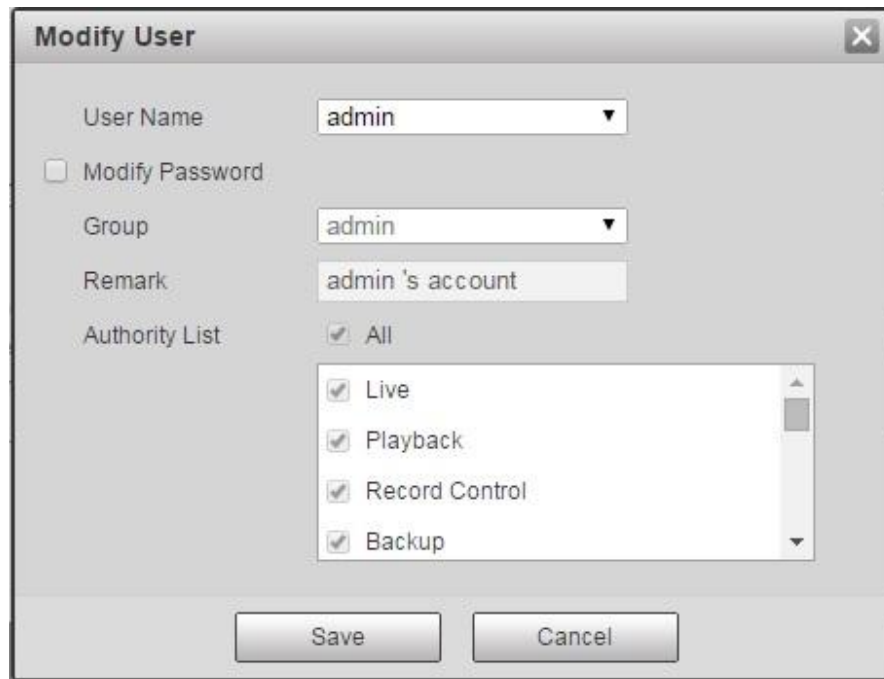 Modify User
User Name admin
Modify Password
Group admin
Remark admin 's account
Authority List All
Live
Playback
Record Control
Backup
Save Cancel